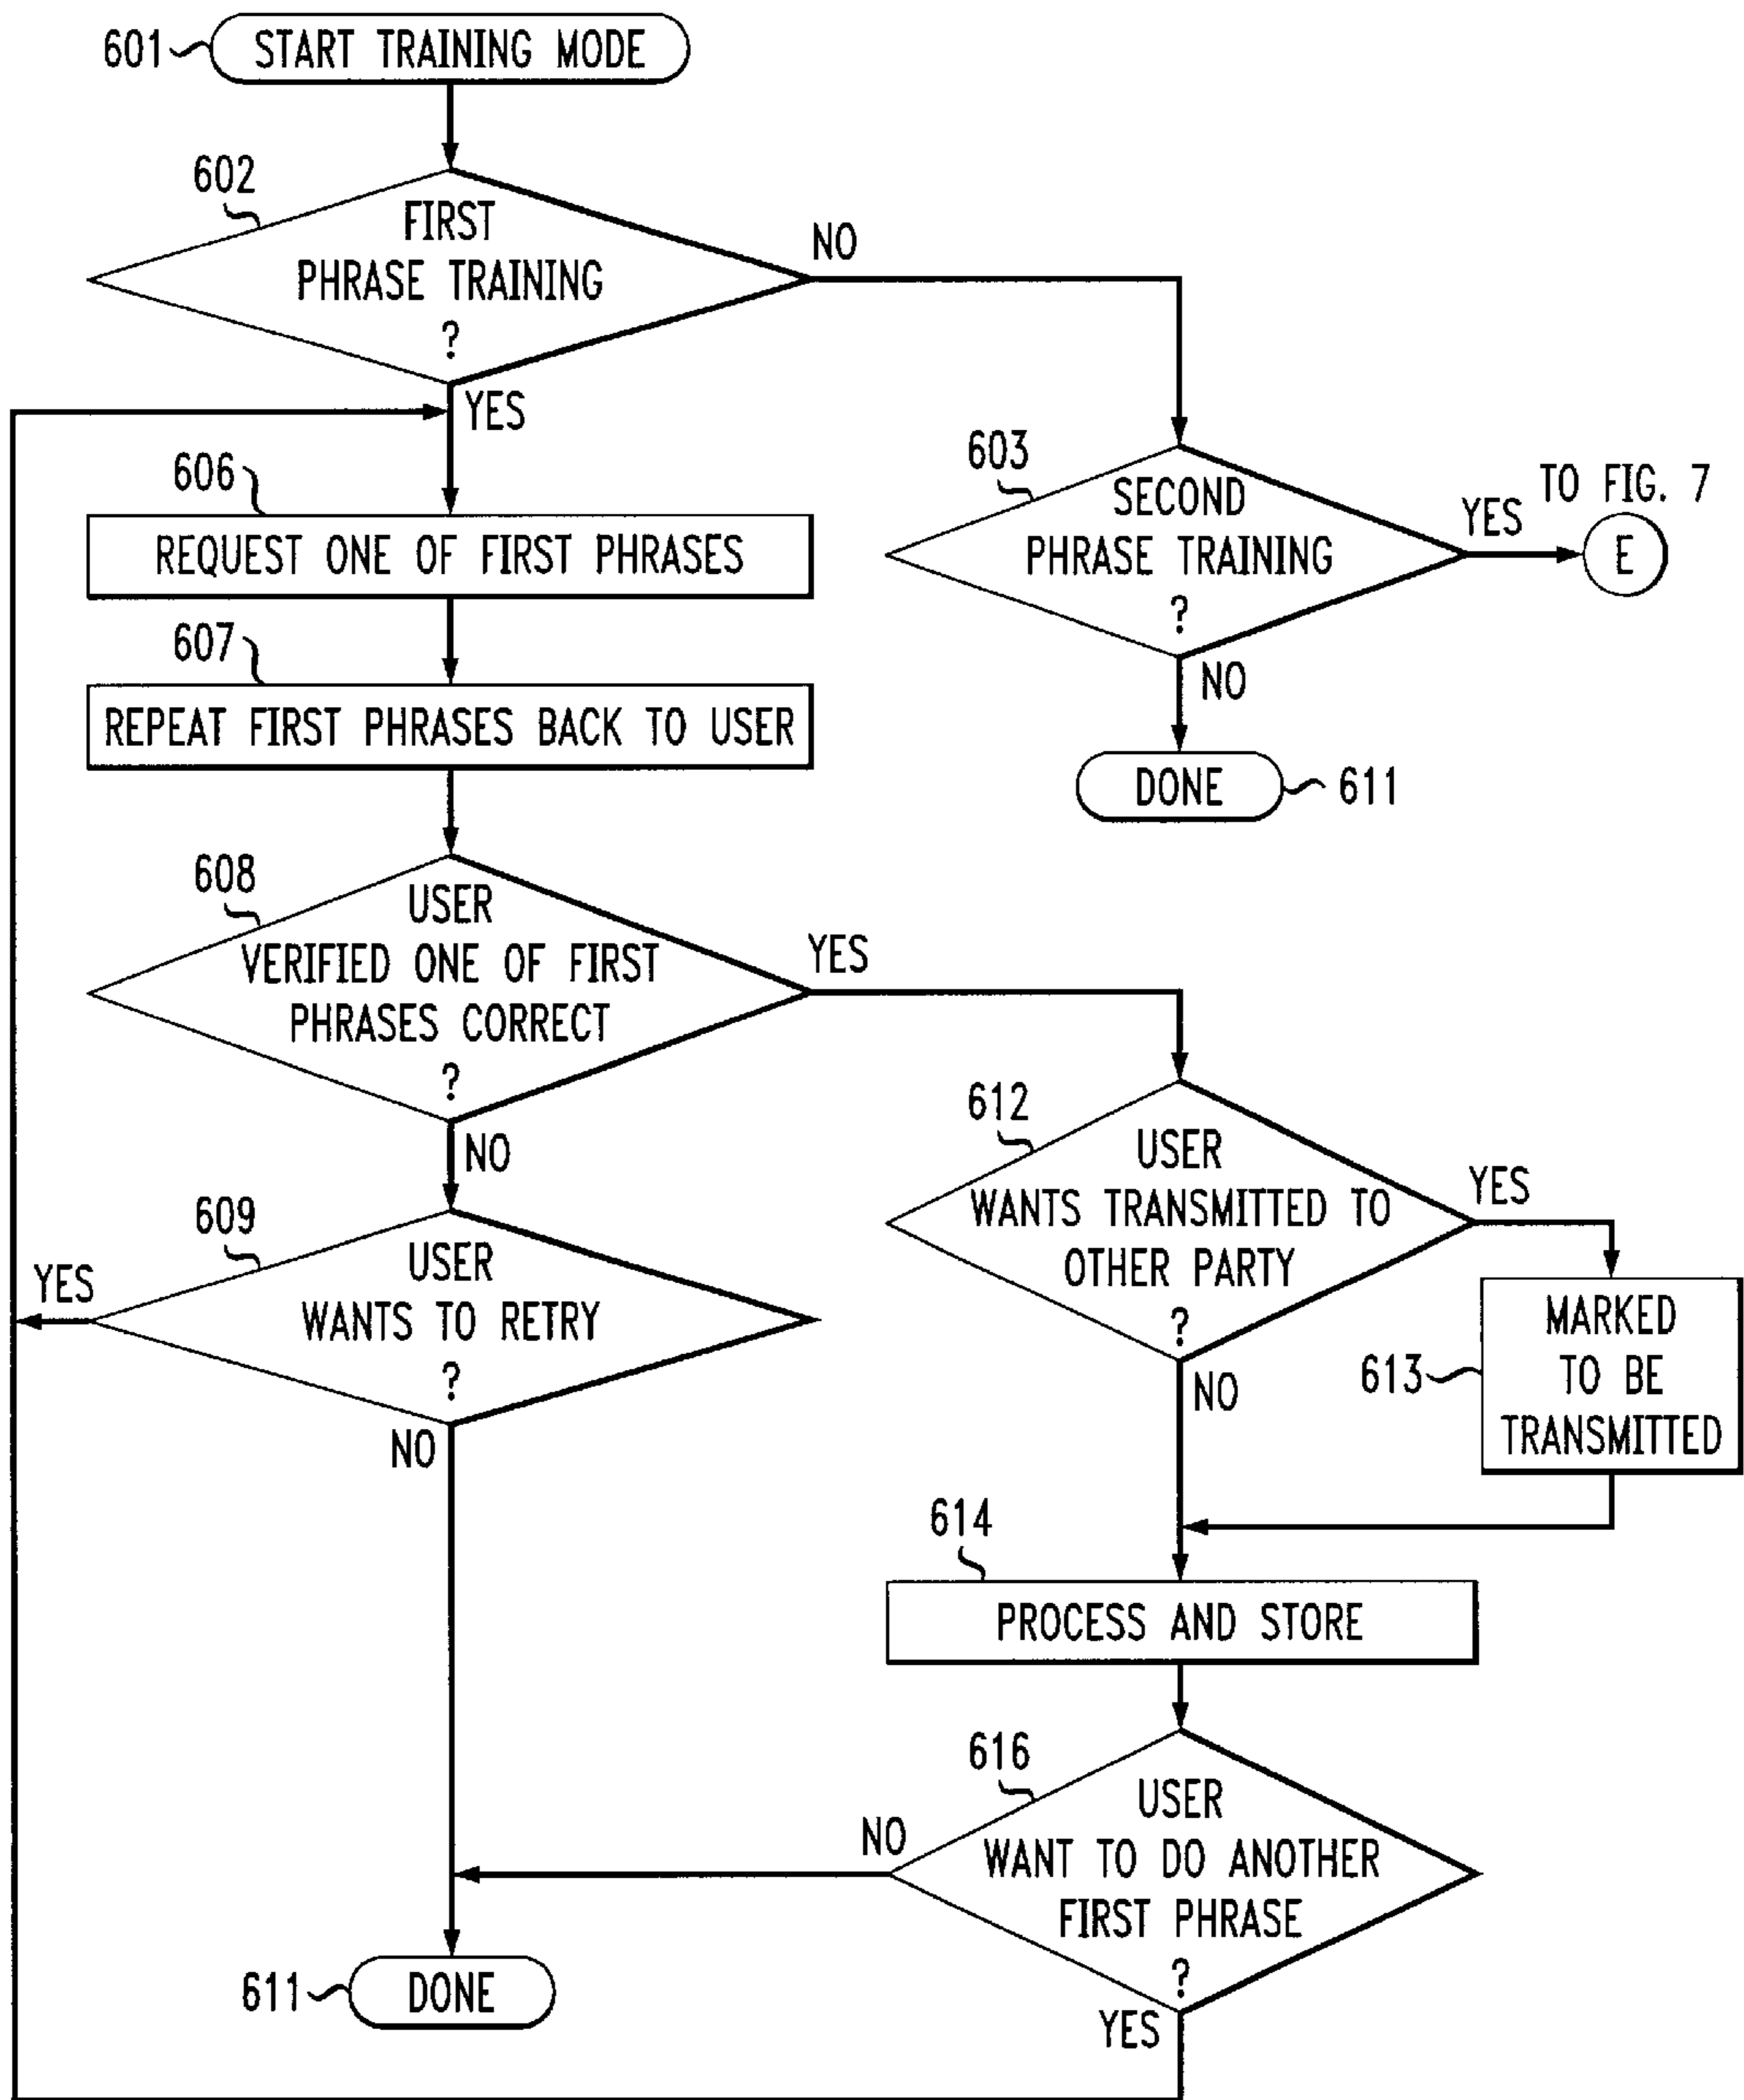 601
START TRAINING MODE
602
FIRST
PHRASE TRAINING
?
NO
YES
603
SECOND
PHRASE TRAINING
?
YES
TO FIG. 7
E
NO
DONE
611
606
REQUEST ONE OF FIRST PHRASES
607
REPEAT FIRST PHRASES BACK TO USER
608
USER
VERIFIED ONE OF FIRST
PHRASES CORRECT
?
YES
NO
609
USER
WANTS TO RETRY
?
YES
NO
612
USER
WANTS TRANSMITTED TO
OTHER PARTY
?
YES
NO
613
MARKED
TO BE
TRANSMITTED
614
PROCESS AND STORE
616
USER
WANT TO DO ANOTHER
FIRST PHRASE
?
NO
YES
611
DONE